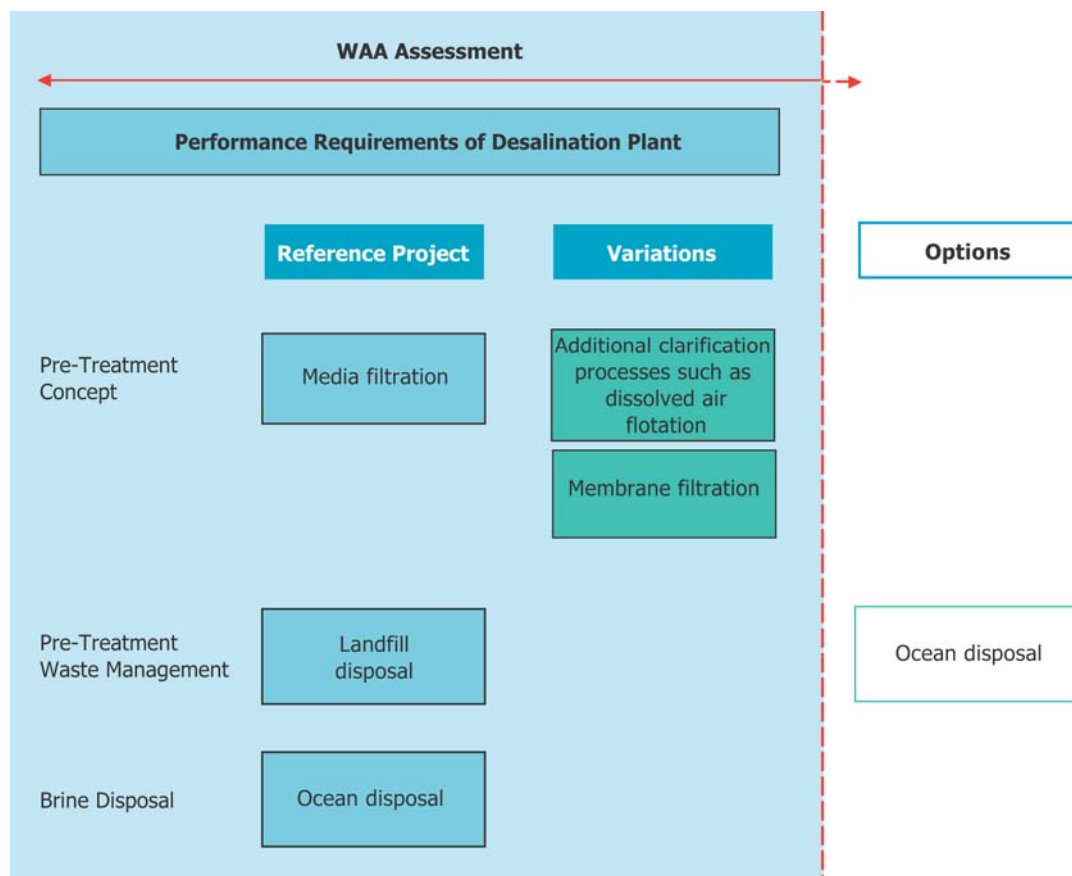 WAA Assessment
Performance Requirements of Desalination Plant
Reference Project
Variations
Options
Pre-Treatment
Concept
Media filtration
Additional clarification
processes such as
dissolved air
flotation
Membrane filtration
Pre-Treatment
Waste Management
Landfill
disposal
Ocean disposal
Brine Disposal
Ocean disposal